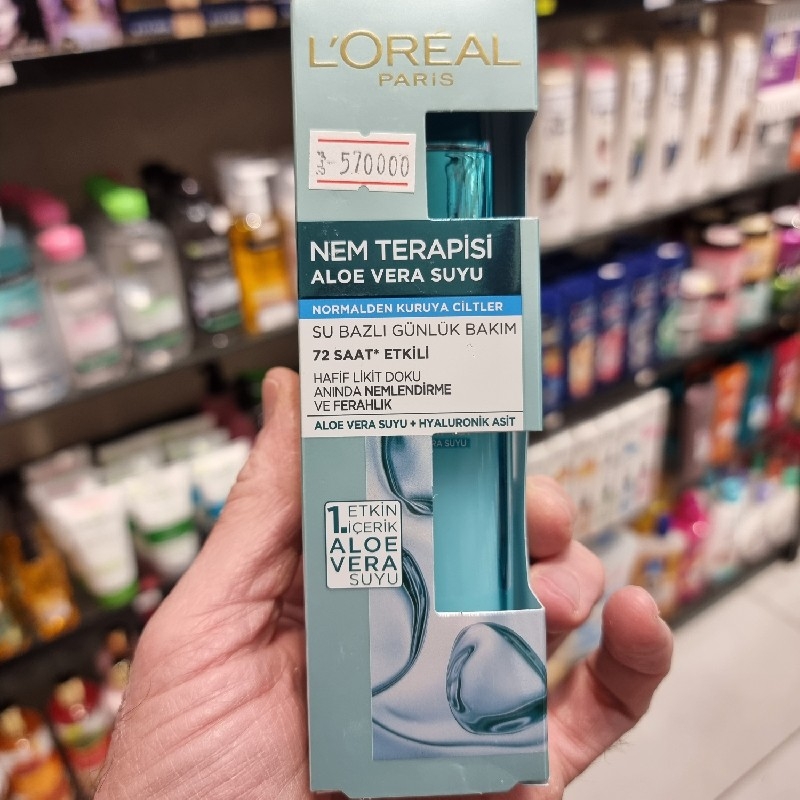 L'ORÉAL
PARIS
570000
NEM TERAPİSİ
ALOE VERA SUYU
NORMALDEN KURUYA CİLTLER
SU BAZLI GÜNLÜK BAKIM
72 SAAT* ETKİLİ
HAFİF LİKİT DOKU
ANINDA NEMLENDİRME
VE FERAHLIK
ALOE VERA SUYU + HYALURONİK ASİT
RA SUYU
1. ETKİN
İÇERİK
ALOE
VERA
SUYU